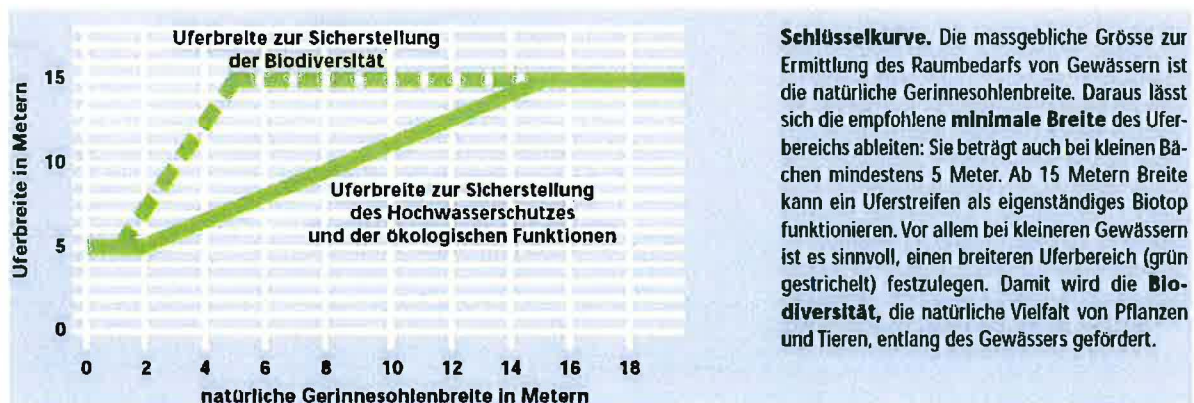 Uferbreite zur Sicherstellung
der Biodiversität
Uferbreite in Metern
15
10
5
0
Uferbreite zur Sicherstellung
des Hochwasserschutzes
und der ökologischen Funktionen
0 2 4 6 8 10 12 14 16 18
natürliche Gerinnesohlenbreite in Metern
Schlüsselkurve. Die massgebliche Grösse zur
Ermittlung des Raumbedarfs von Gewässern ist
die natürliche Gerinnesohlenbreite. Daraus lässt
sich die empfohlene minimale Breite des Ufer-
bereichs ableiten: Sie beträgt auch bei kleinen Bä-
chen mindestens 5 Meter. Ab 15 Metern Breite
kann ein Uferstreifen als eigenständiges Biotop
funktionieren. Vor allem bei kleineren Gewässern
ist es sinnvoll, einen breiteren Uferbereich (grün
gestrichelt) festzulegen. Damit wird die Bio-
diversität, die natürliche Vielfalt von Pflanzen
und Tieren, entlang des Gewässers gefördert.